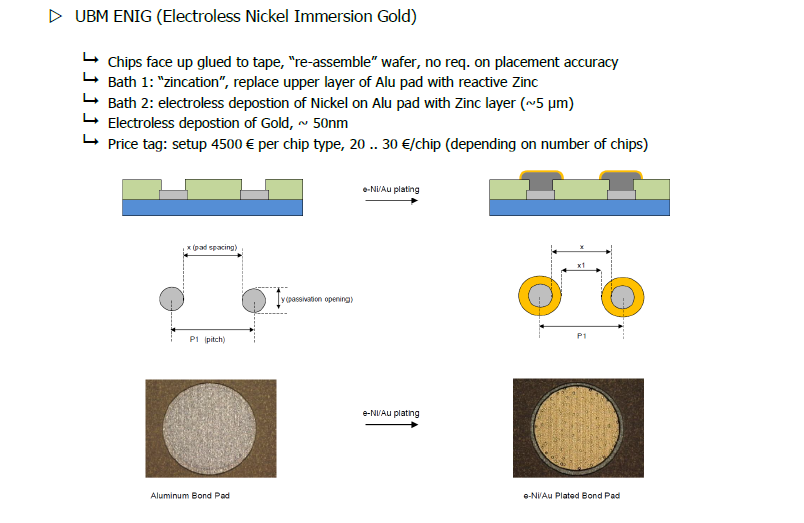 UBM ENIG (Electroless Nickel Immersion Gold)
Chips face up glued to tape, “re-assemble” wafer, no req. on placement accuracy
Bath 1: “zincation”, replace upper layer of Alu pad with reactive Zinc
Bath 2: electroless depostion of Nickel on Alu pad with Zinc layer (~5 µm)
Electroless depostion of Gold, ~ 50nm
Price tag: setup 4500 € per chip type, 20 .. 30 €/chip (depending on number of chips)
e-Ni/Au plating
x (pad spacing)
y (passivation opening)
P1 (pitch)
x
x1
P1
e-Ni/Au plating
Aluminum Bond Pad
e-Ni/Au Plated Bond Pad